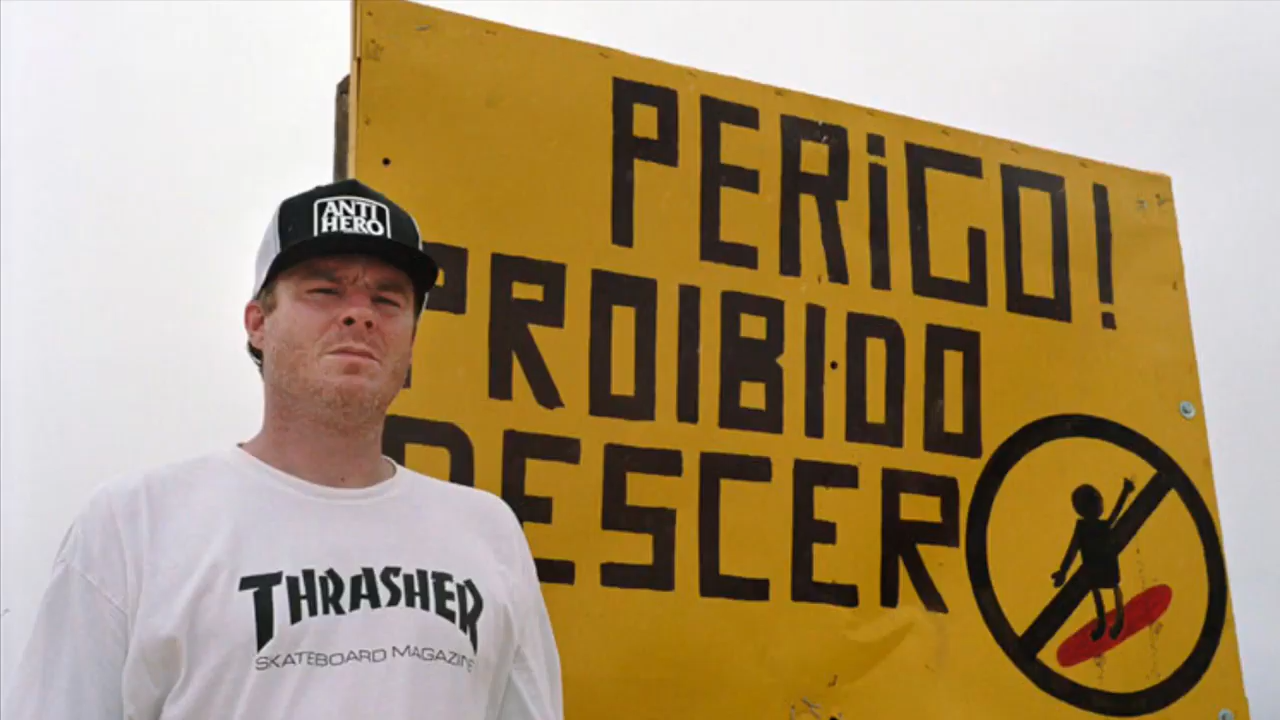 PERiGO!
PROIBIDO
DESCER
ANTI
HERO
THRASHER
SKATEBOARD MAGAZINE